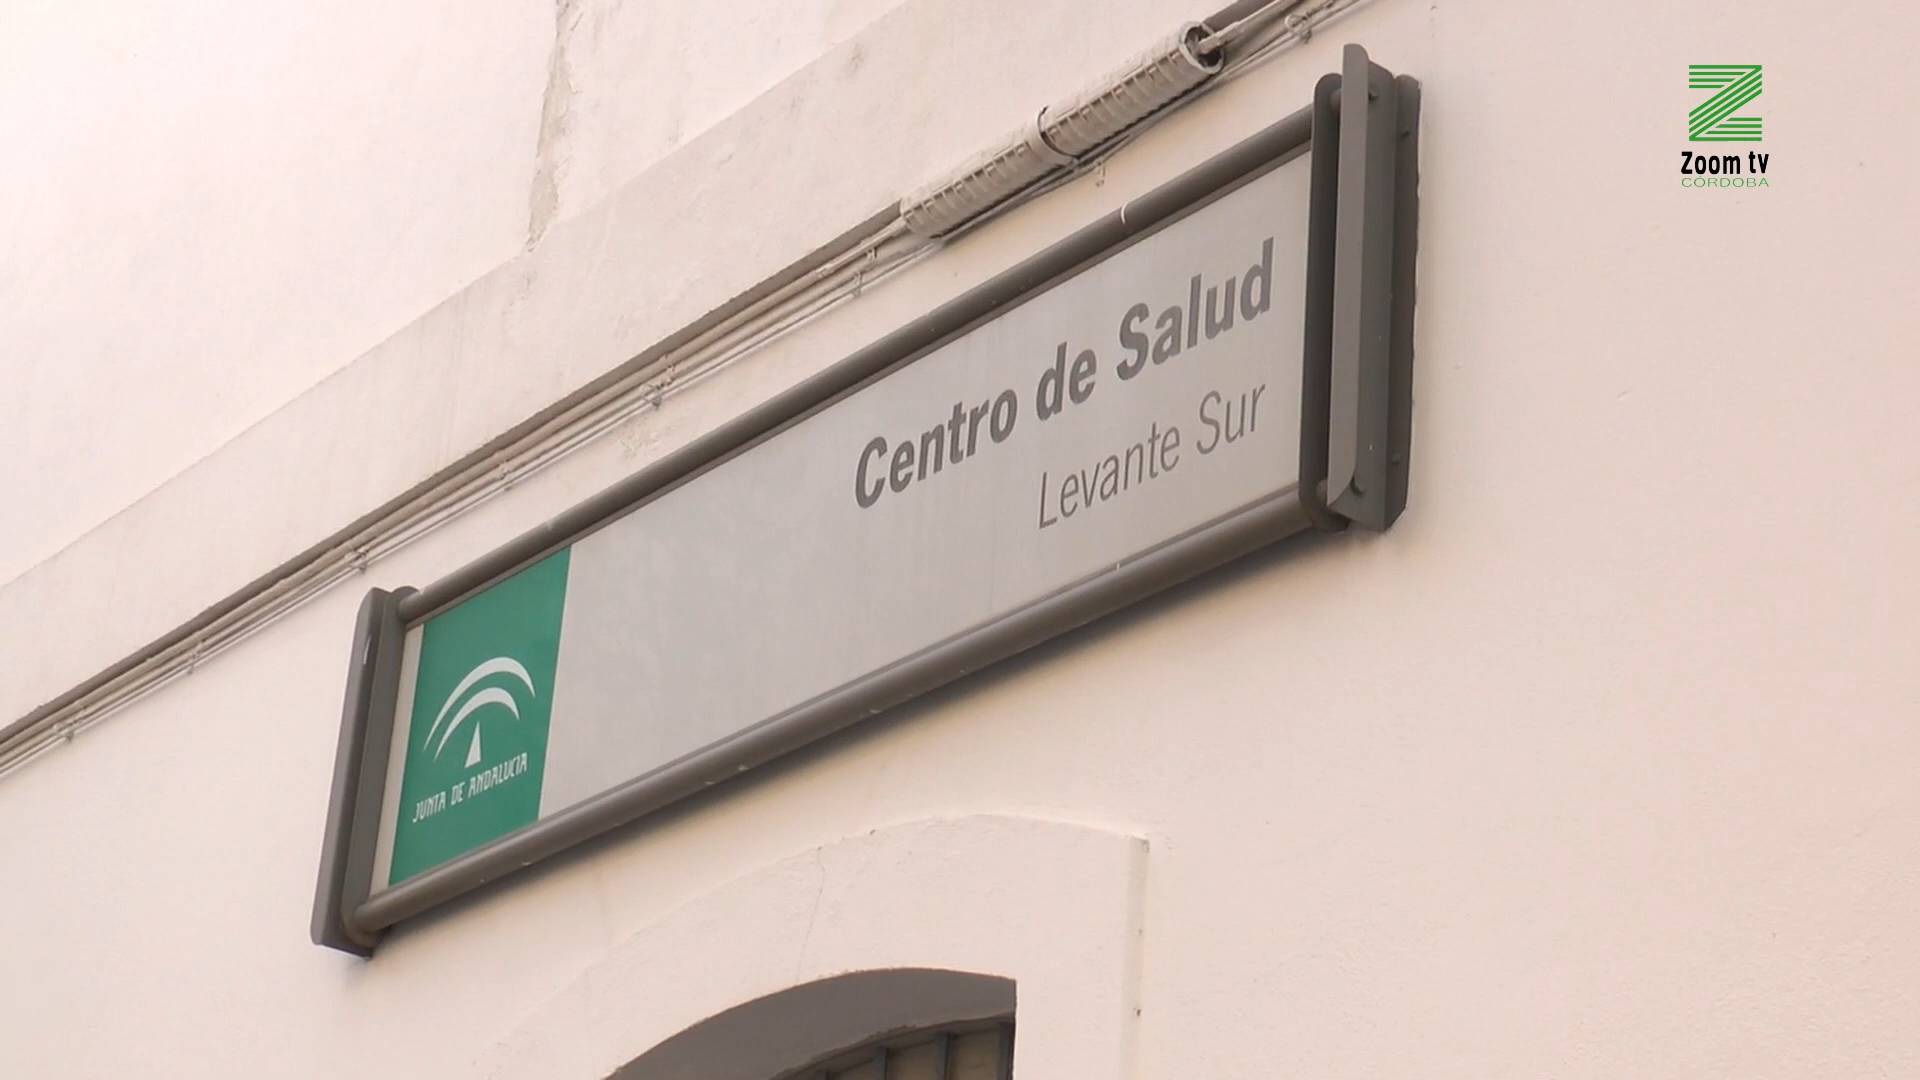 Zoom tv
CORDOBA
Centro de Salud
Levante Sur
JUNTA DE ANDALUCIA